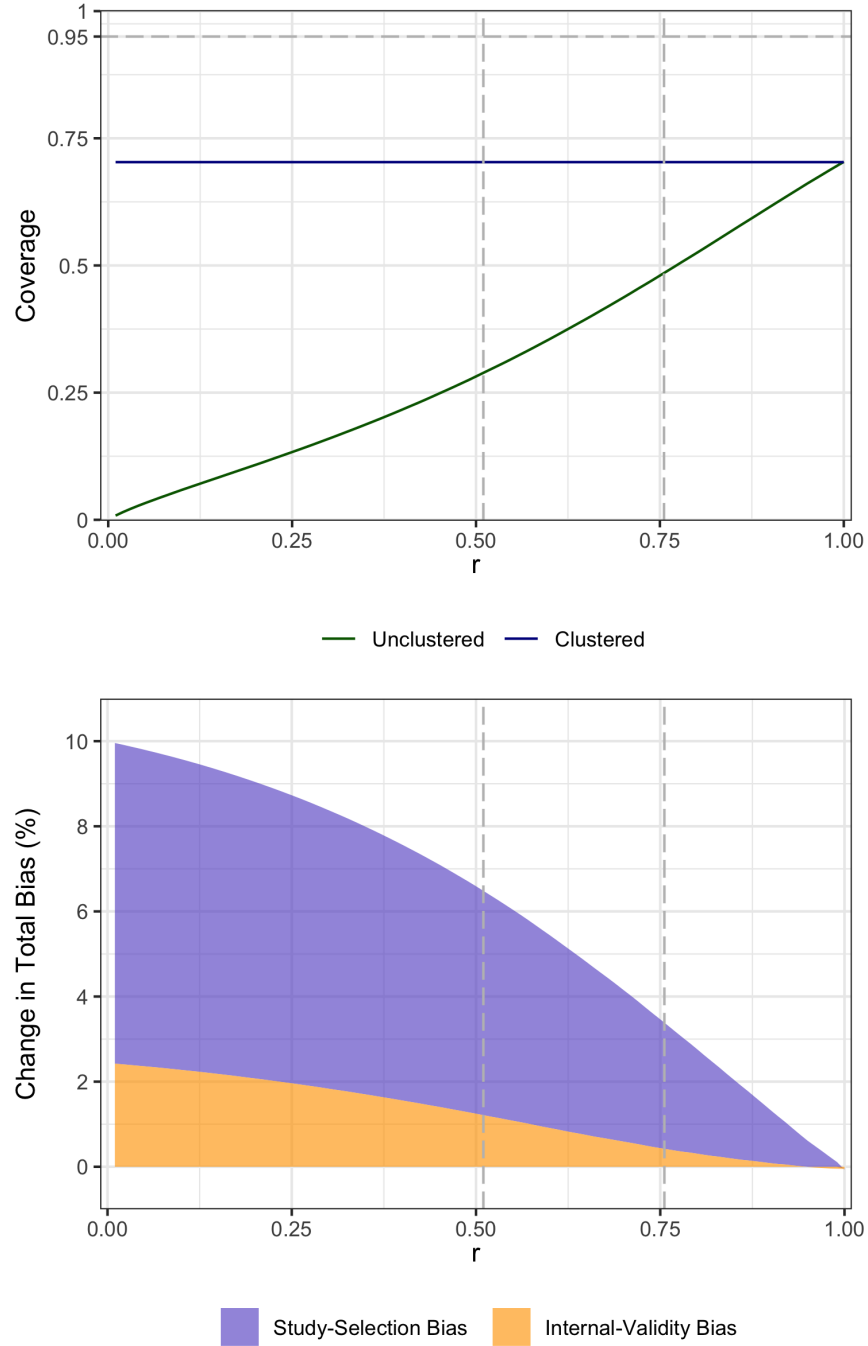 1
0.95
0.75
0.5
0.25
0
Coverage
0.00 0.25 0.50 0.75 1.00
r
Unclustered Clustered
10
8
6
4
2
0
Change in Total Bias (%)
0.00 0.25 0.50 0.75 1.00
r
Study-Selection Bias Internal-Validity Bias